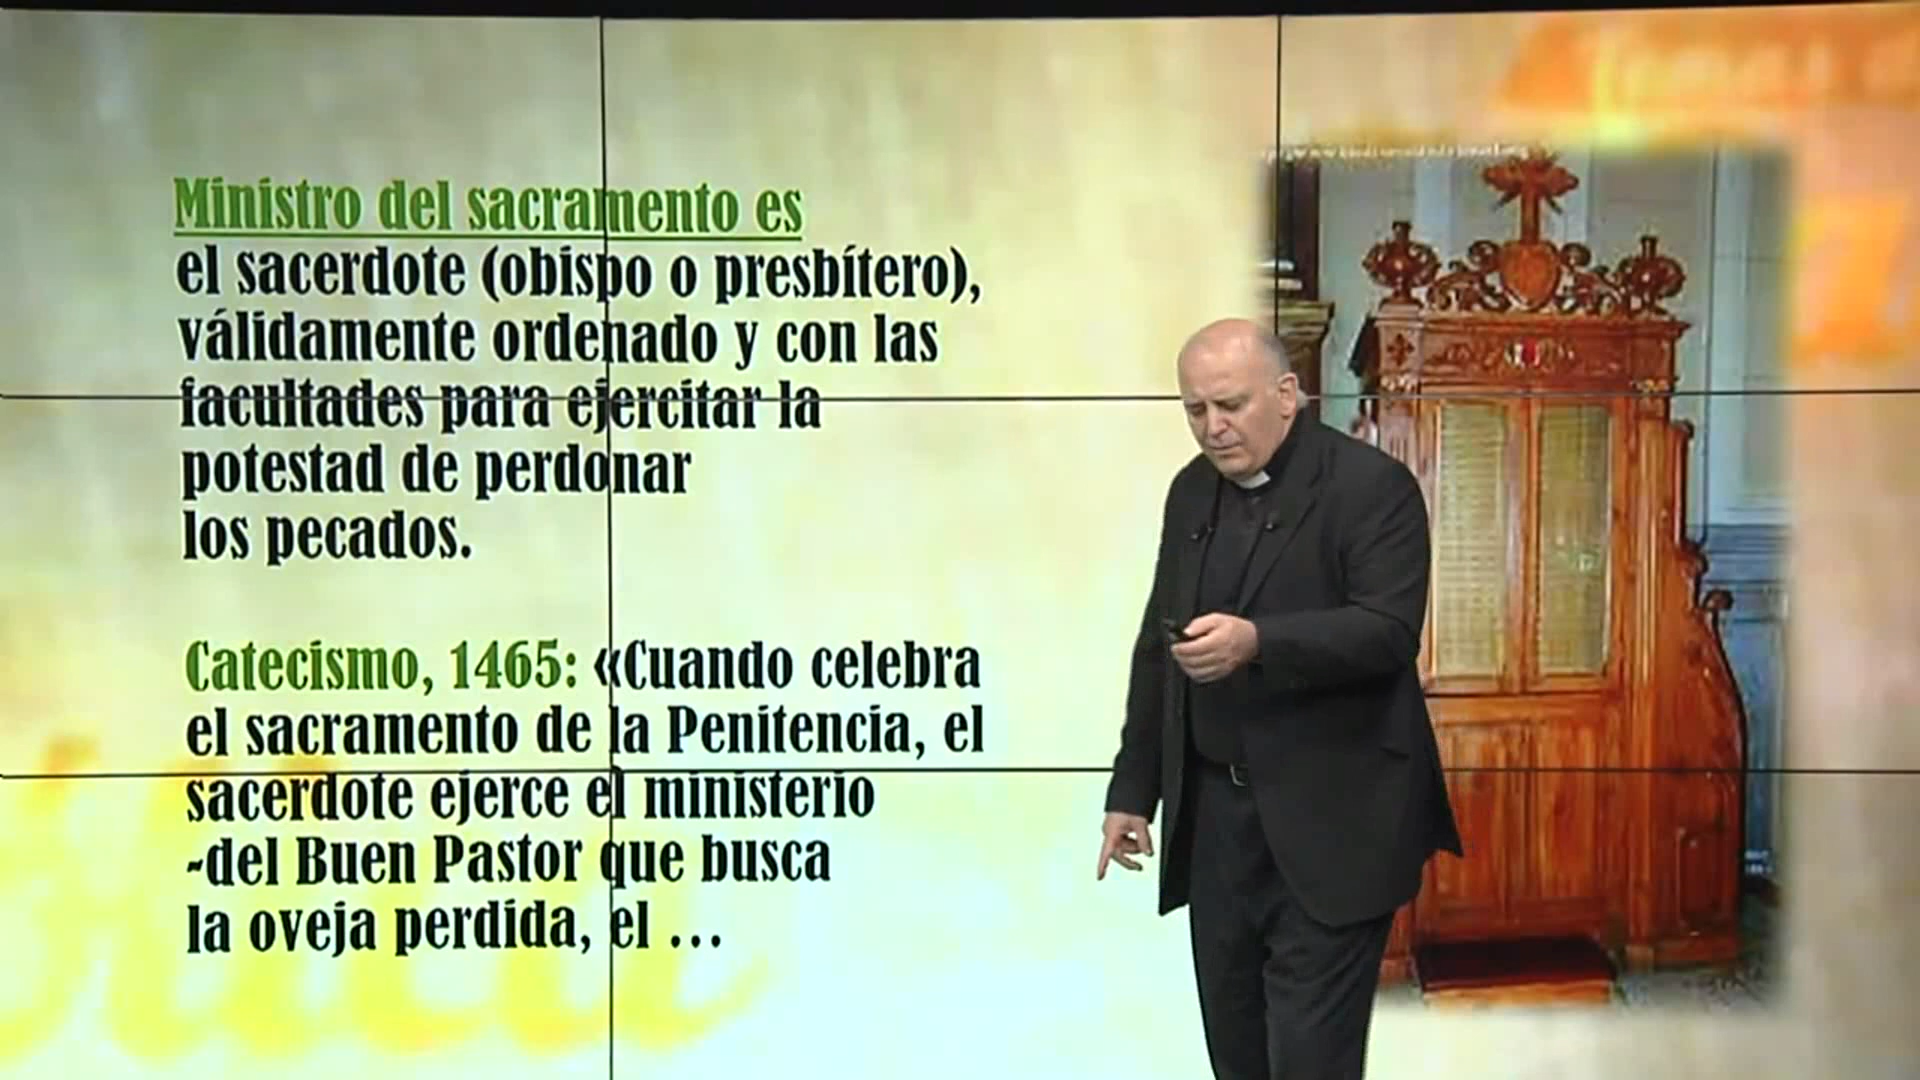 Ministro del sacramento es
el sacerdote (obispo o presbítero),
válidamente ordenado y con las
facultades para ejercitar la
potestad de perdonar
los pecados.
Catecismo, 1465: «Cuando celebra
el sacramento de la Penitencia, el
sacerdote ejerce el ministerio
-del Buen Pastor que busca
la oveja perdida, el ...